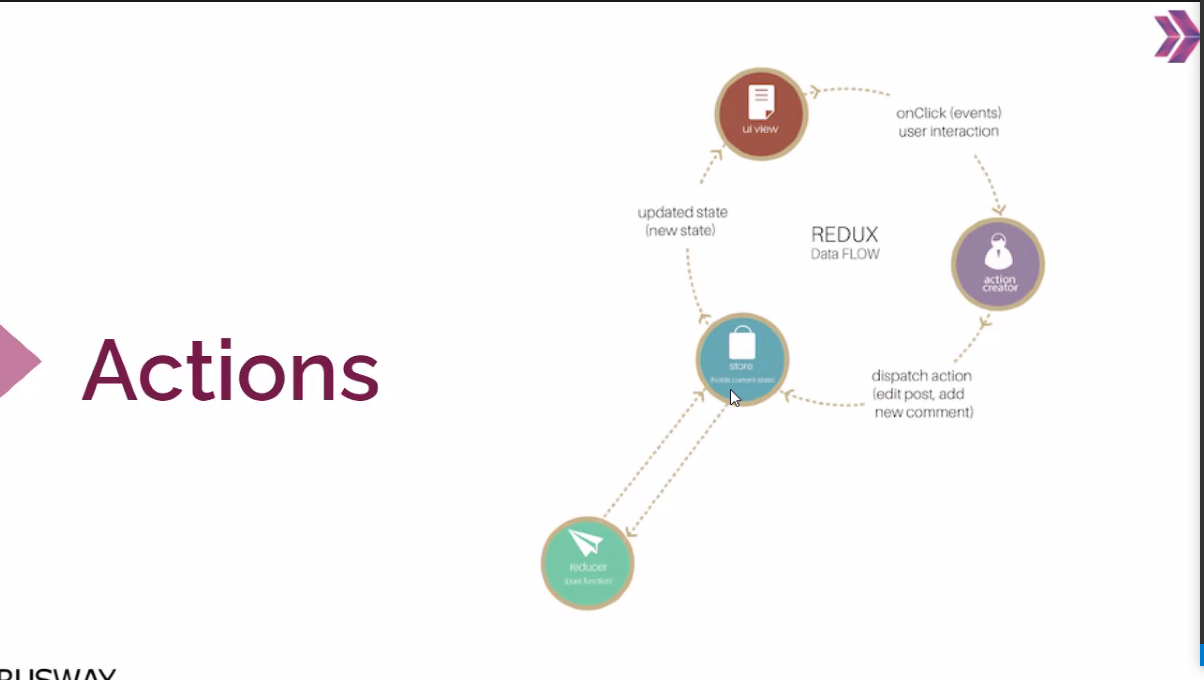 ui view
onClick (events)
user interaction
updated state
(new state)
REDUX
Data FLOW
action
creator
Actions
store
(holds current state)
dispatch action
(edit post, add
new comment)
reducer
(pure function)